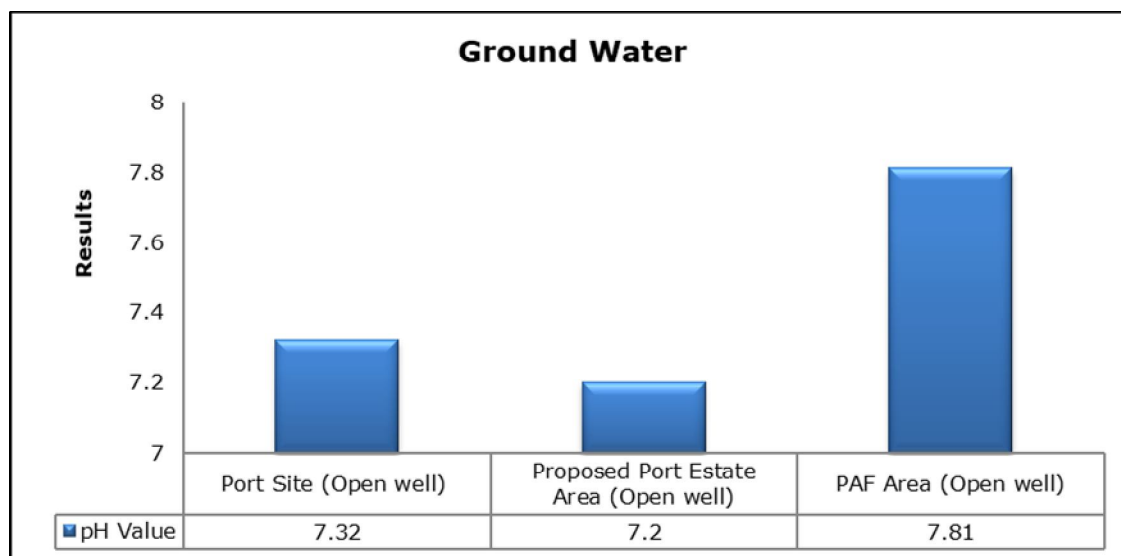 Ground Water
Results
8
7.8
7.6
7.4
7.2
7
Port Site (Open well)
Proposed Port Estate
Area (Open well)
PAF Area (Open well)
pH Value 7.32 7.2 7.81